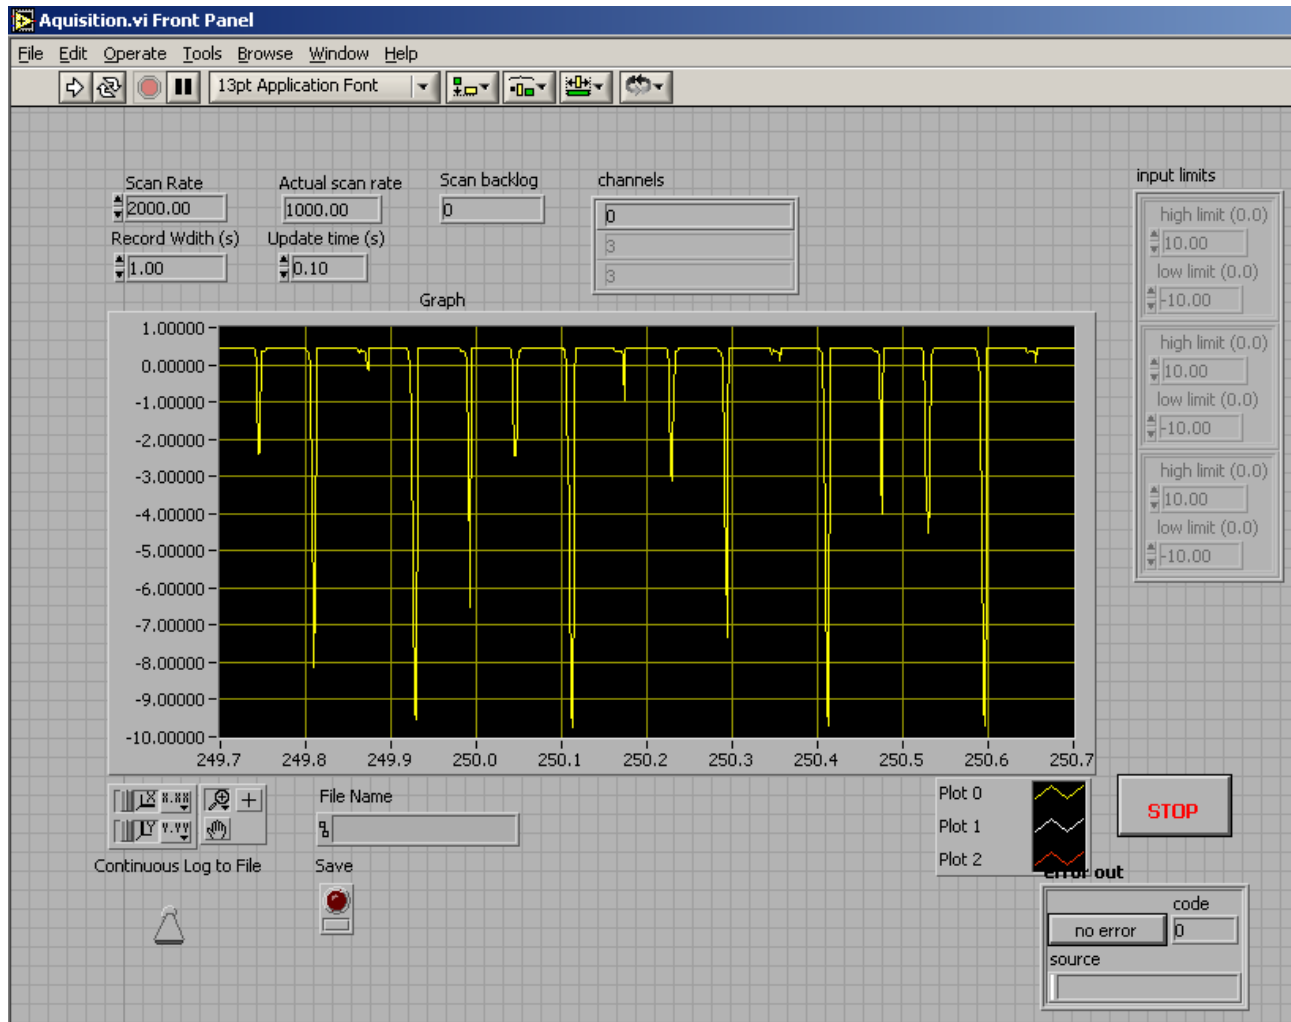 Aquisition.vi Front Panel
File Edit Operate Tools Browse Window Help
13pt Application Font
Scan Rate Actual scan rate Scan backlog channels input limits
2000.00 1000.00 0 0
Record Wdith (s) Update time (s) 3
1.00 0.10 3
high limit (0.0)
10.00
low limit (0.0)
-10.00
high limit (0.0)
10.00
low limit (0.0)
-10.00
high limit (0.0)
10.00
low limit (0.0)
-10.00
Graph
1.00000
0.00000
-1.00000
-2.00000
-3.00000
-4.00000
-5.00000
-6.00000
-7.00000
-8.00000
-9.00000
-10.00000
249.7 249.8 249.9 250.0 250.1 250.2 250.3 250.4 250.5 250.6 250.7
X 8.88
Y Y.YY
File Name
Continuous Log to File Save
Plot 0
Plot 1
Plot 2
STOP
error out
code
no error 0
source